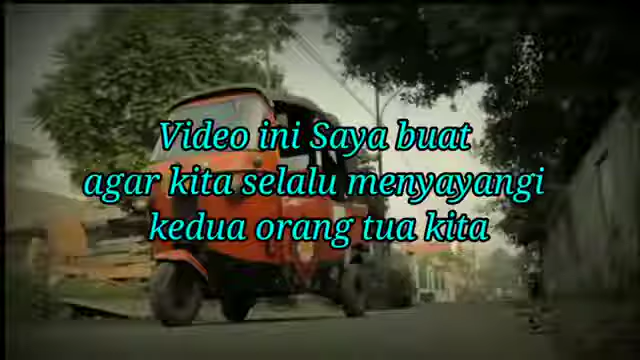 Video ini Saya buat
agar kita selalu menyayangi
kedua orang tua kita